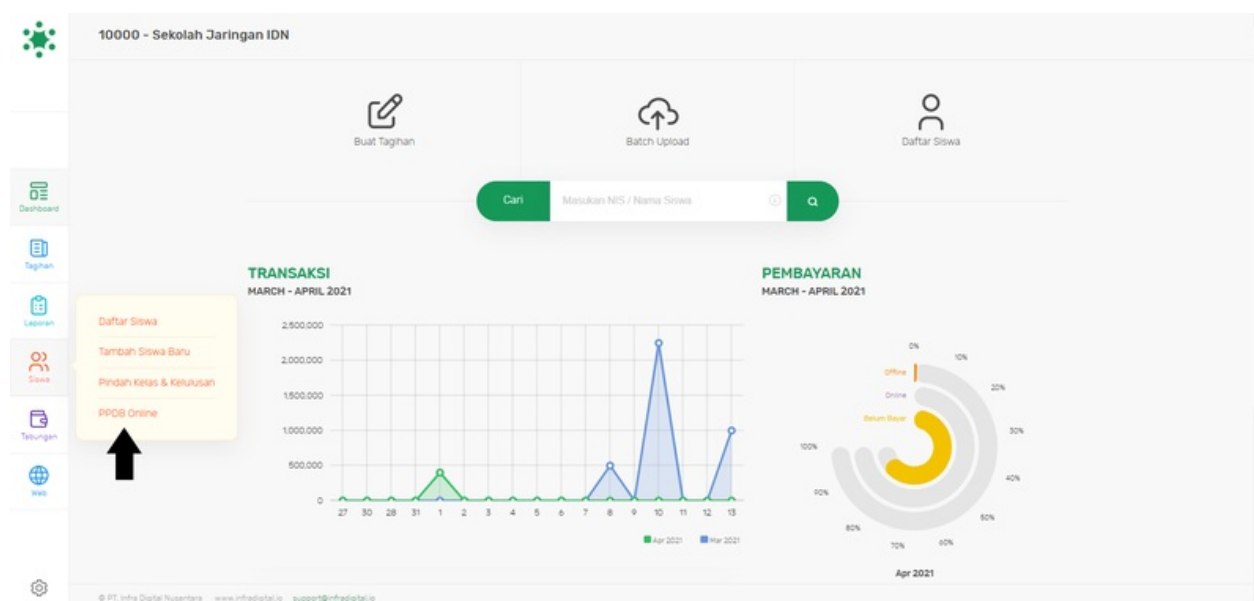 10000 - Sekolah Jaringan IDN
Buat Tagihan
Batch Upload
Daftar Siswa
Cari
Masukan NIS / Nama Siswa
Dashboard
Tagihan
Laporan
Siswa
Tabungan
Web
Daftar Siswa
Tambah Siswa Baru
Pindah Kelas & Kelulusan
PPDB Online
TRANSAKSI
MARCH - APRIL 2021
2,500,000
2,000,000
1,500,000
1,000,000
500,000
0
27 30 28 31 1 2 3 4 5 6 7 8 9 10 11 12 13
Apr 2021 Mar 2021
PEMBAYARAN
MARCH - APRIL 2021
Offline
Online
Belum Bayar
0%
10%
20%
30%
40%
50%
60%
70%
80%
90%
100%
Apr 2021
© PT. Infra Digital Nusantara www.infradigital.io support@infradigital.io